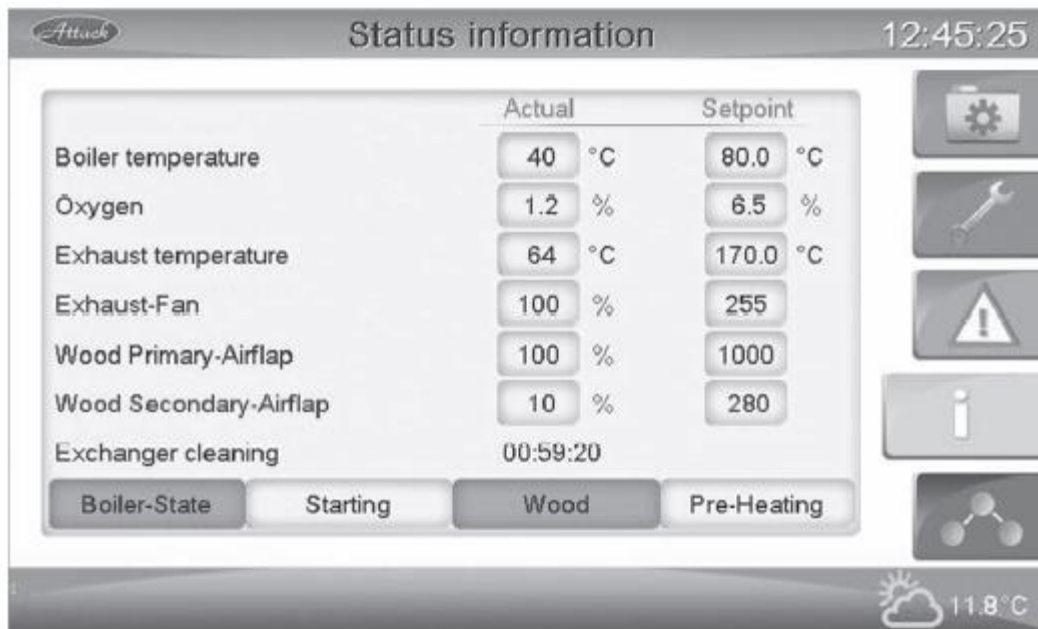 Attack Status information 12:45:25
Actual Setpoint
Boiler temperature 40 °C 80.0 °C
Oxygen 1.2 % 6.5 %
Exhaust temperature 64 °C 170.0 °C
Exhaust-Fan 100 % 255
Wood Primary-Airflap 100 % 1000
Wood Secondary-Airflap 10 % 280
Exchanger cleaning 00:59:20
Boiler-State Starting Wood Pre-Heating
11.8°C